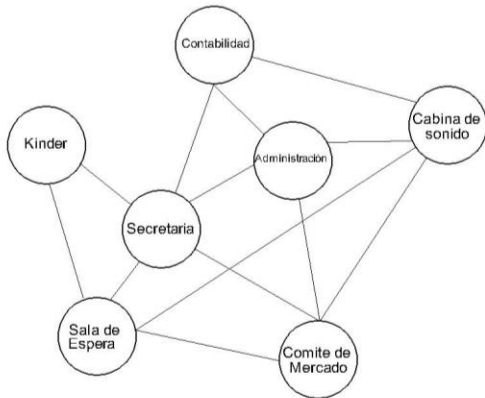 Contabilidad
Cabina de
sonido
Kinder
Administración
Secretaria
Sala de
Espera
Comite de
Mercado